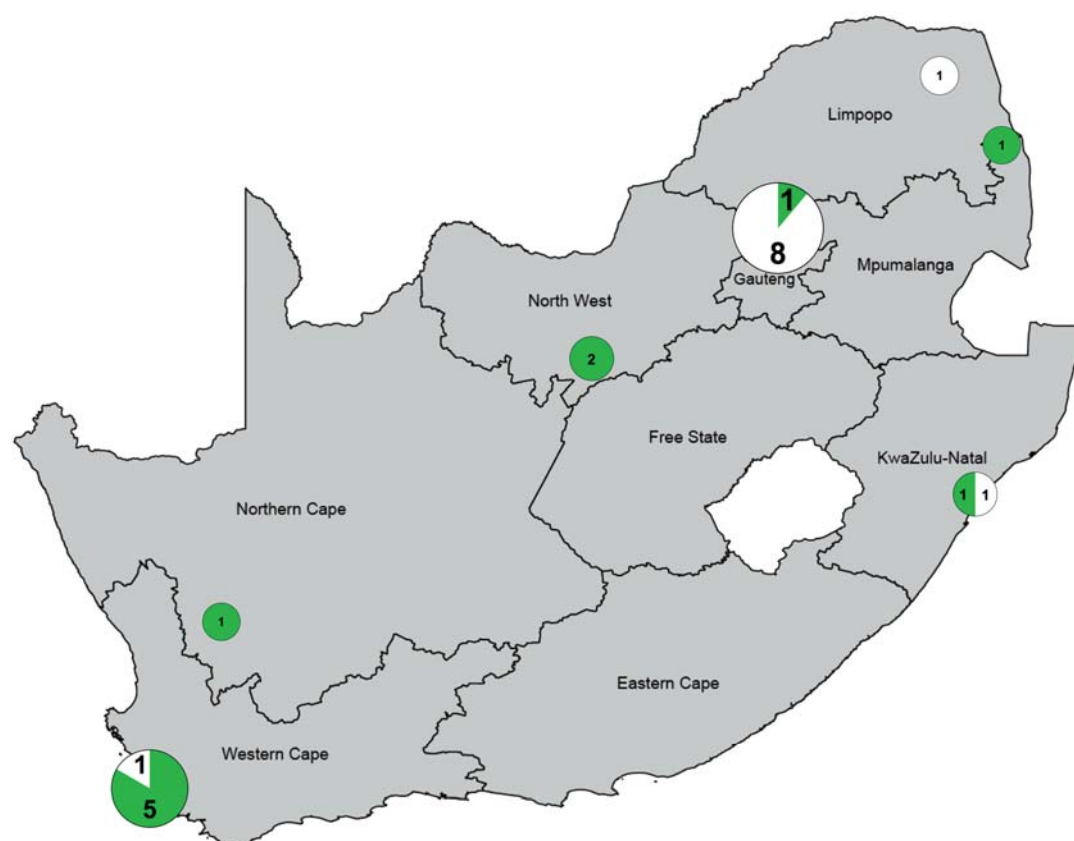 1
Limpopo
1
1
8
Mpumalanga
Gauteng
North West
2
Free State
KwaZulu-Natal
1 1
Northern Cape
1
Eastern Cape
Western Cape
1
5